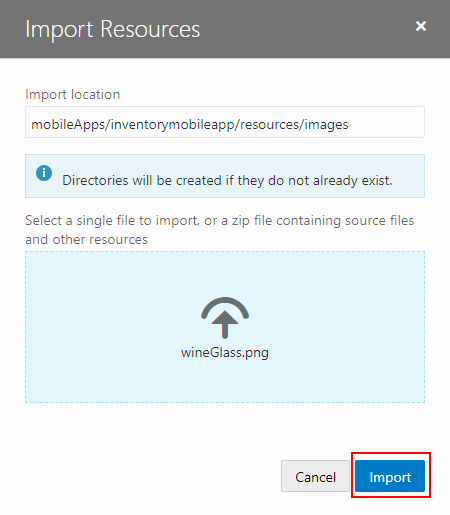 Import Resources
Import location
mobileApps/inventorymobileapp/resources/images
Directories will be created if they do not already exist.
Select a single file to import, or a zip file containing source files
and other resources
wineGlass.png
Cancel
Import